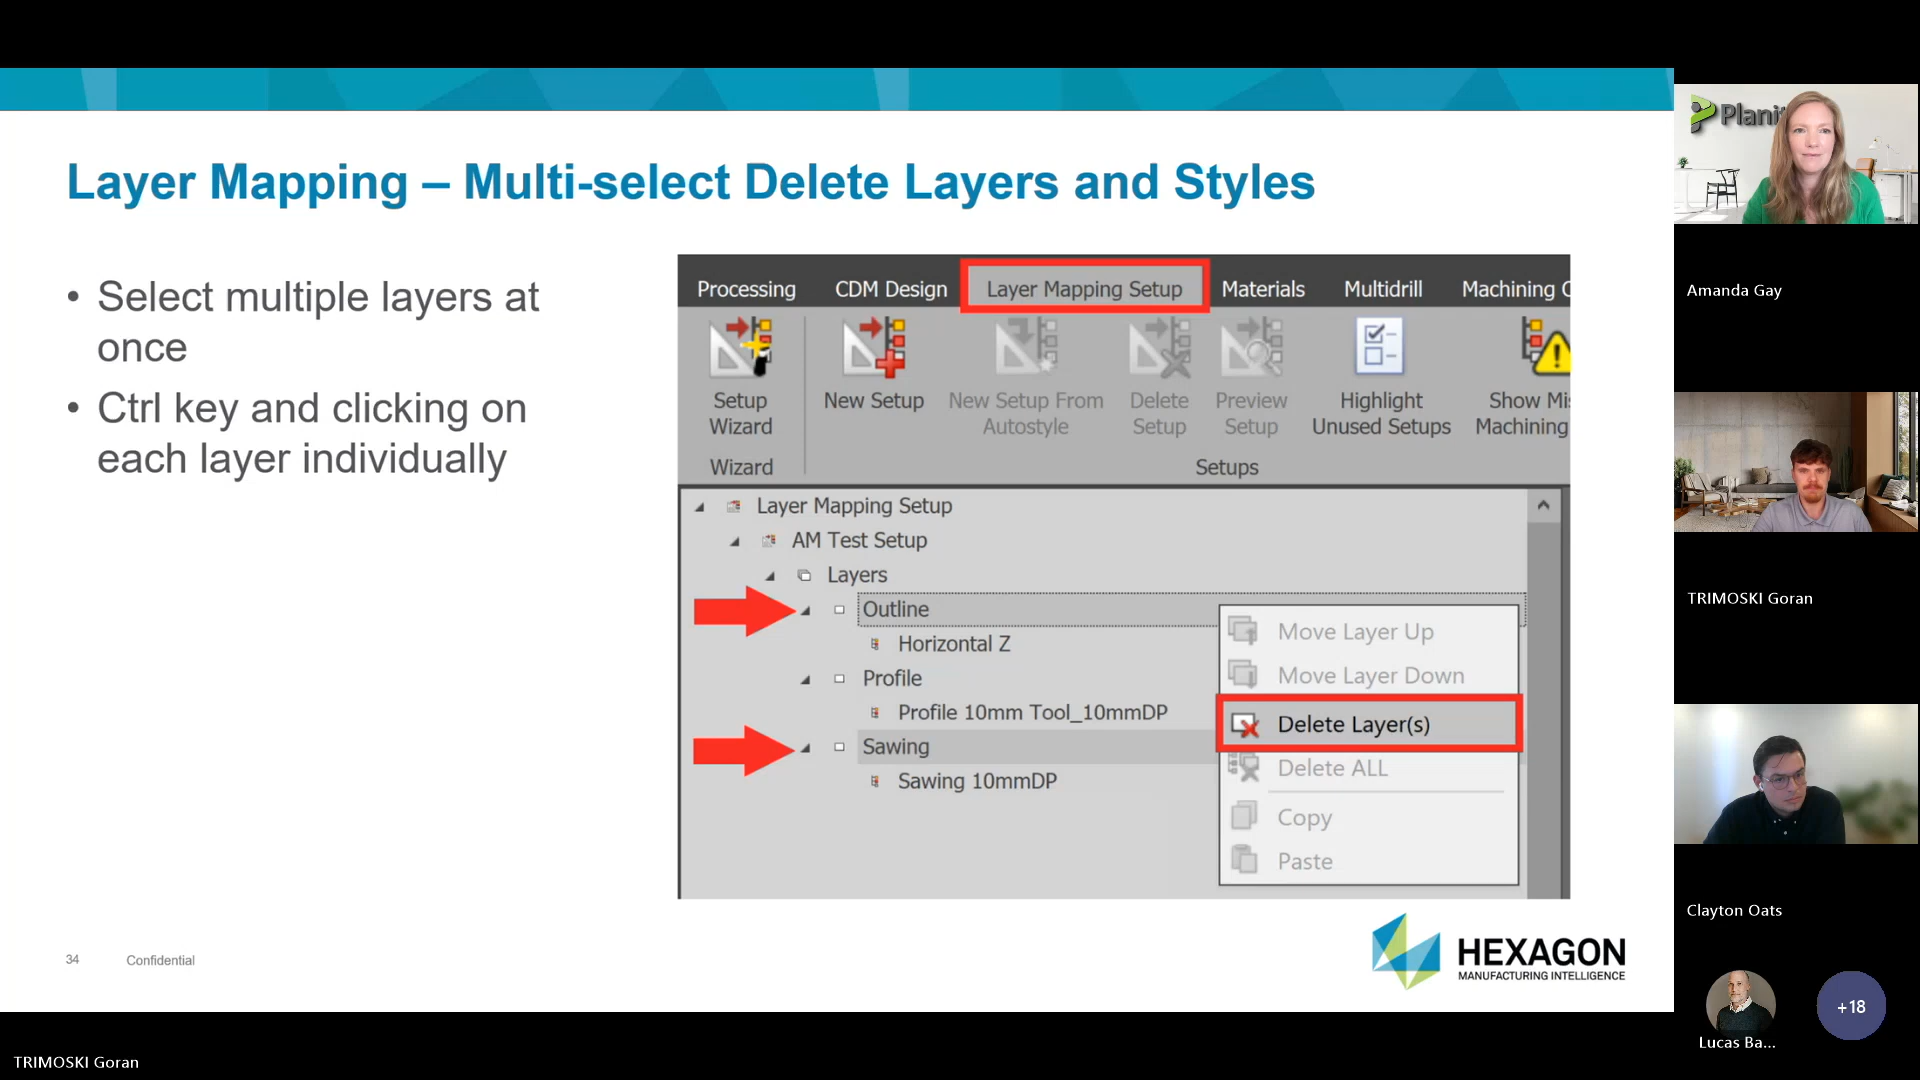 Layer Mapping – Multi-select Delete Layers and Styles
• Select multiple layers at
once
• Ctrl key and clicking on
each layer individually
Processing
CDM Design
Layer Mapping Setup
Materials
Multidrill
Machining
Setup
Wizard
New Setup
New Setup From
Autostyle
Delete
Setup
Preview
Setup
Highlight
Unused Setups
Show
Machining
Wizard
Setups
Layer Mapping Setup
AM Test Setup
Layers
Outline
Horizontal Z
Profile
Profile 10mm Tool_10mmDP
Sawing
Sawing 10mmDP
Move Layer Up
Move Layer Down
Delete Layer(s)
Delete ALL
Copy
Paste
34
Confidential
HEXAGON
MANUFACTURING INTELLIGENCE
Amanda Gay
TRIMOSKI Goran
Clayton Oats
Lucas Ba...
+18
TRIMOSKI Goran